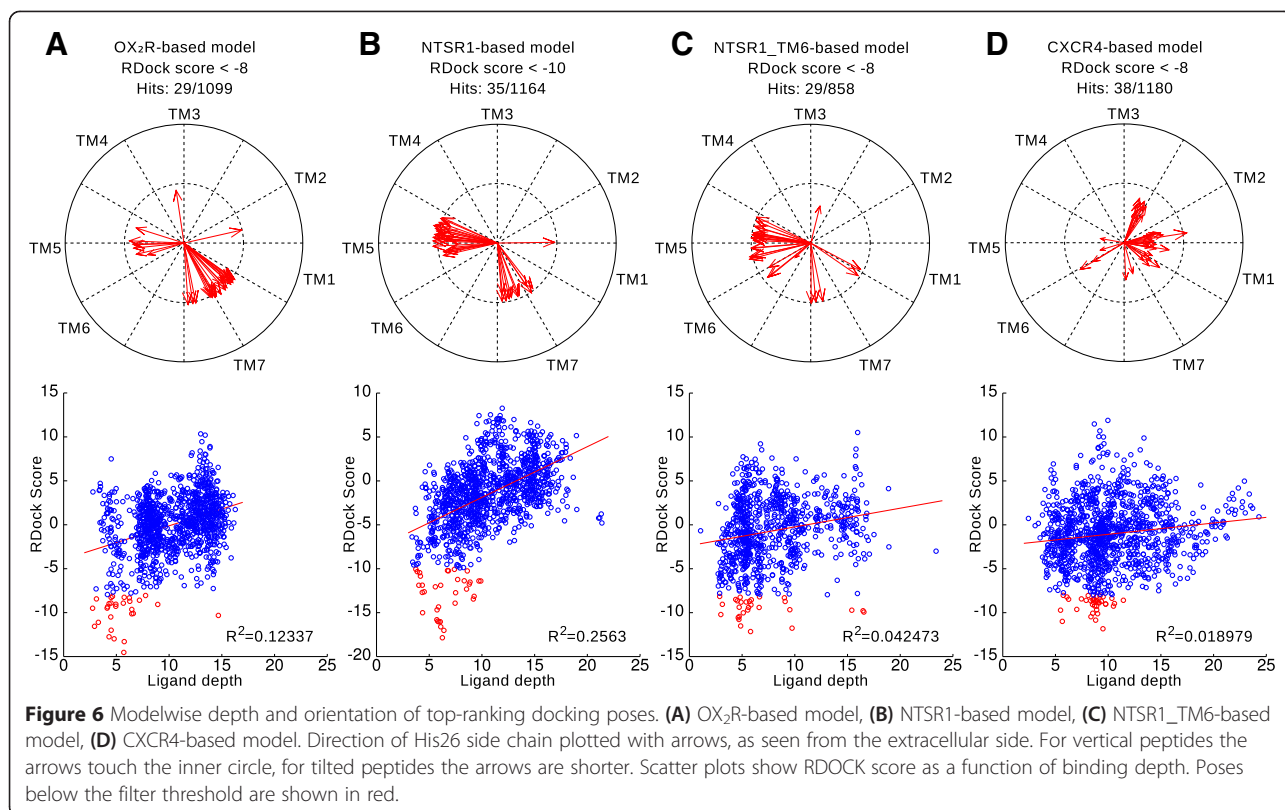 A
OX₂R-based model
RDock score < -8
Hits: 29/1099
TM3
TM4
TM2
TM5
TM1
TM6
TM7
B
NTSR1-based model
RDock score < -10
Hits: 35/1164
TM3
TM4
TM2
TM5
TM1
TM6
TM7
C
NTSR1_TM6-based model
RDock score < -8
Hits: 29/858
TM3
TM4
TM2
TM5
TM1
TM6
TM7
D
CXCR4-based model
RDock score < -8
Hits: 38/1180
TM3
TM4
TM2
TM5
TM1
TM6
TM7
15
10
5
0
-5
-10
-15
RDock Score
0 5 10 15 20 25
Ligand depth
R²=0.12337
10
5
0
-5
-10
-15
-20
RDock Score
0 5 10 15 20 25
Ligand depth
R²=0.2563
15
10
5
0
-5
-10
-15
RDock Score
0 5 10 15 20 25
Ligand depth
R²=0.042473
15
10
5
0
-5
-10
-15
RDock Score
0 5 10 15 20 25
Ligand depth
R²=0.018979
Figure 6 Modelwise depth and orientation of top-ranking docking poses. (A) OX₂R-based model, (B) NTSR1-based model, (C) NTSR1_TM6-based
model, (D) CXCR4-based model. Direction of His26 side chain plotted with arrows, as seen from the extracellular side. For vertical peptides the
arrows touch the inner circle, for tilted peptides the arrows are shorter. Scatter plots show RDOCK score as a function of binding depth. Poses
below the filter threshold are shown in red.